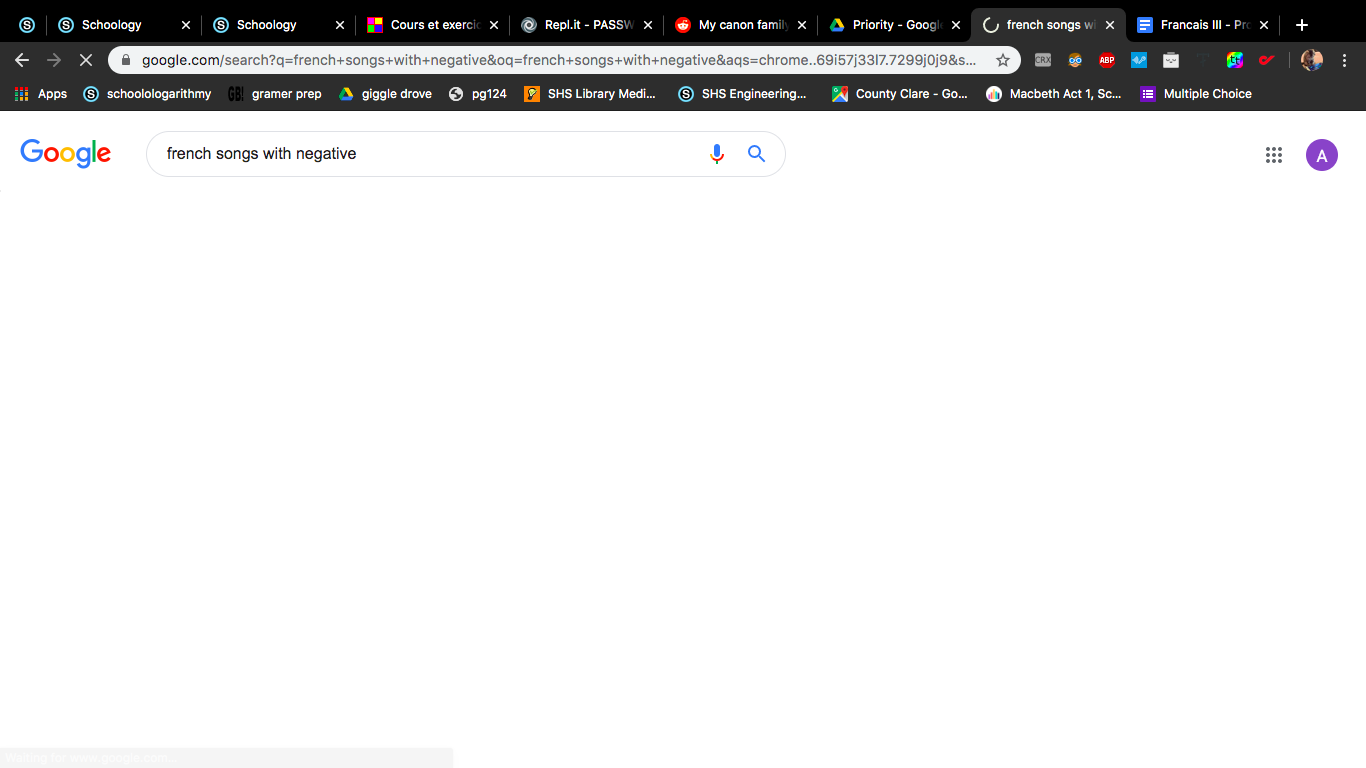 Schoology Schoology Cours et exercic Repl.it - PASSW My canon family Priority - Google french songs wi Francais III - Pro
google.com/search?q=french+songs+with+negative&oq=french+songs+with+negative&aqs=chrome..69i57j33l7.7299j0j9&s... CRX ABP
Apps schoolologarithmy GB! gramer prep giggle drove pg124 SHS Library Medi... SHS Engineering... County Clare - Go... Macbeth Act 1, Sc... Multiple Choice
Google french songs with negative A
Waiting for www.google.com...